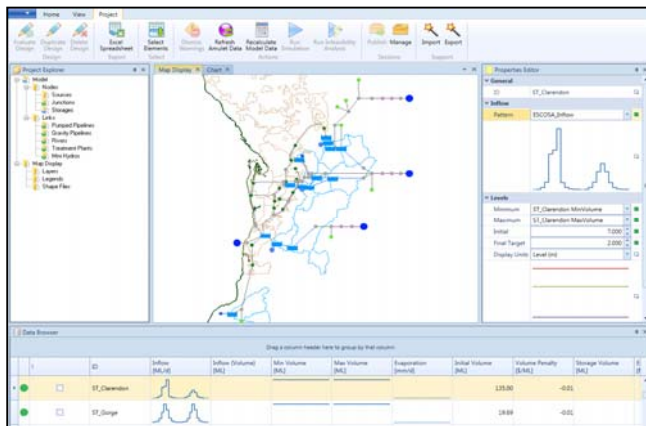 Home View Project
Evaluate Design
Duplicate Design
Delete Design
Excel Spreadsheet
Select Elements
Dismiss Warnings
Refresh Amulet Data
Recalculate Model Data
Run Simulation
Run Infeasibility Analysis
Publish
Manage
Import
Export
Design Export Select Actions Sessions Support
Project Explorer
Model
Nodes
Sources
Junctions
Storages
Links
Pumped Pipelines
Gravity Pipelines
Rivers
Treatment Plants
Mini Hydros
Map Display
Layers
Legends
Shape Files
Map Display Chart
Properties Editor
General
ID ST_Clarendon
Inflow
Pattern ESCOSA_Inflow
Levels
Minimum ST_Clarendon MinVolume
Maximum ST_Clarendon MaxVolume
Initial 7.000
Final Target 2.000
Display Units Level (m)
Data Browser
Drag a column header here to group by that column
! ID Inflow [ML/d] Inflow (Volume) [ML] Min Volume [ML] Max Volume [ML] Evaporation [mm/d] Initial Volume [ML] Volume Penalty [$/ML] Storage Volume [ML]
ST_Clarendon 135.00 -0.01
ST_Gorge 19.69 -0.01